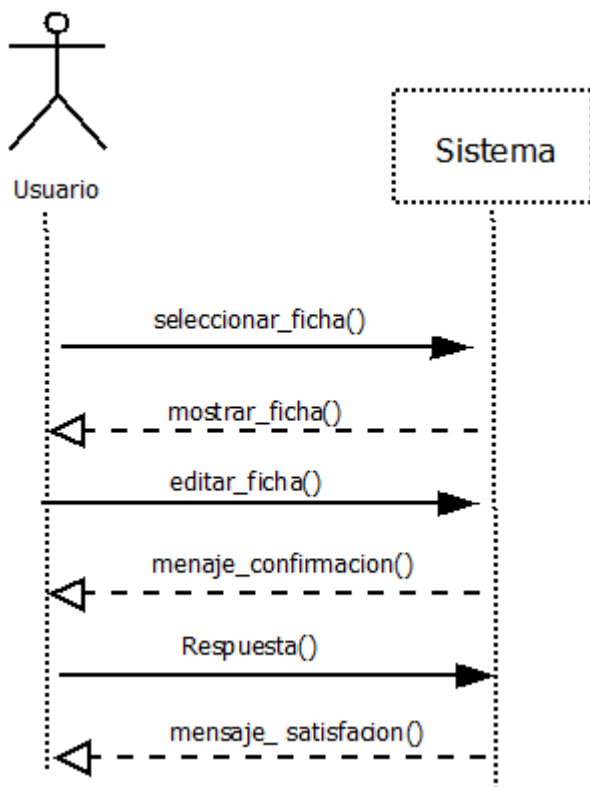 Usuario
Sistema
seleccionar_ficha()
mostrar_ficha()
editar_ficha()
menaje_confirmacion()
Respuesta()
mensaje_ satisfacion()